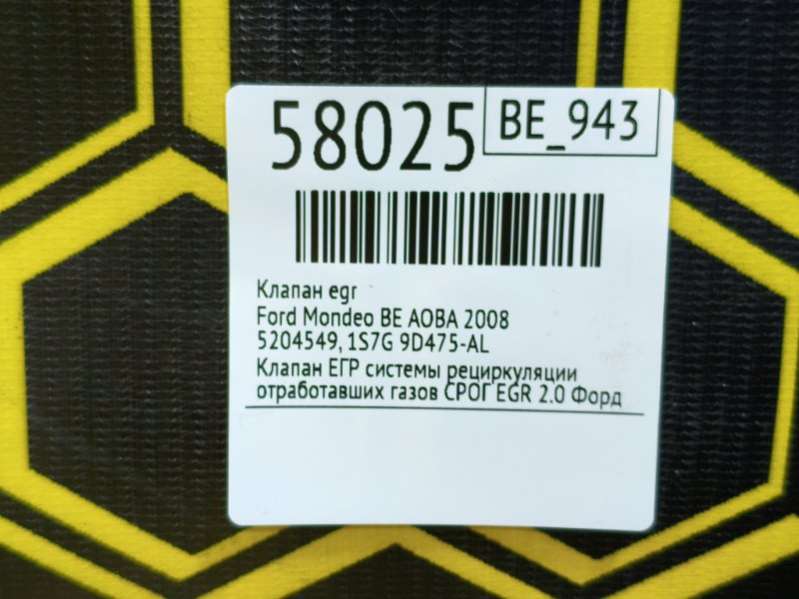 58025
BE_943
Клапан egr
Ford Mondeo BE AOBA 2008
5204549, 1S7G 9D475-AL
Клапан ЕГР системы рециркуляции
отработавших газов СРОГ EGR 2.0 Форд